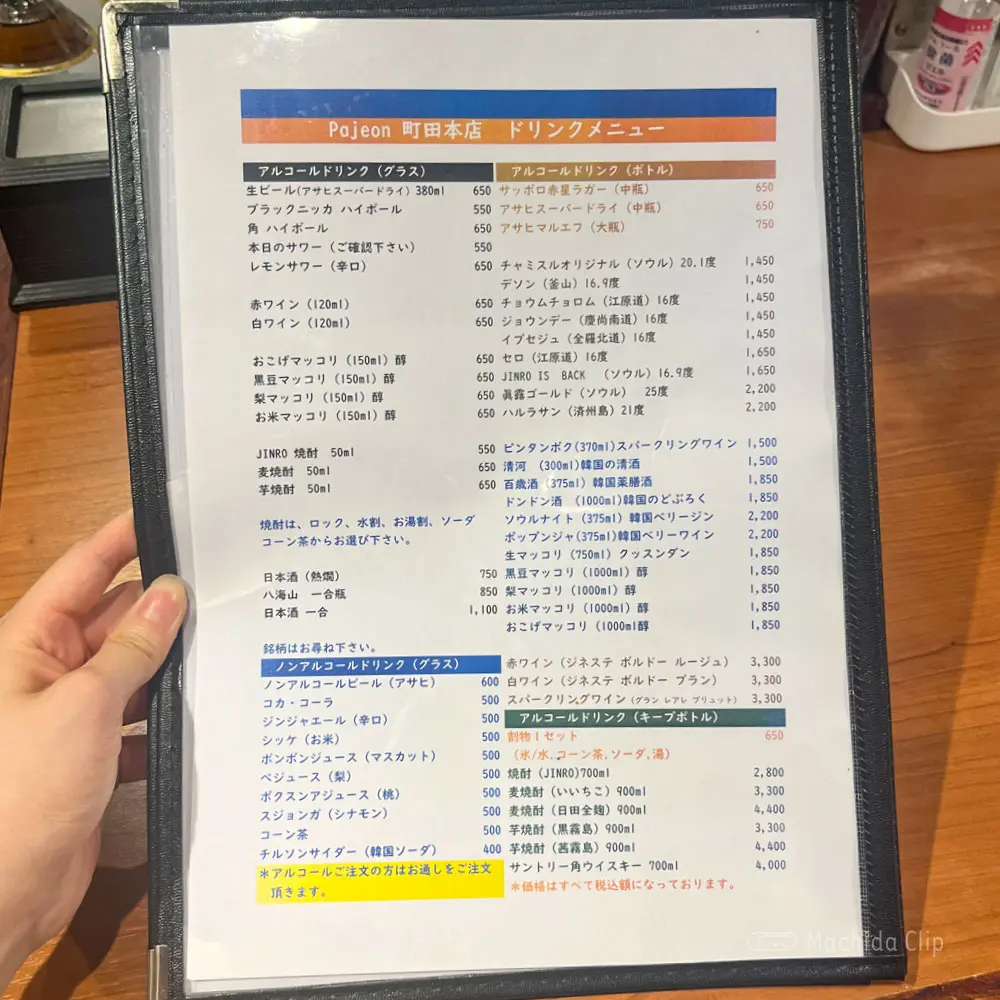 Pajeon 町田本店 ドリンクメニュー
アルコールドリンク（グラス）
生ビール(アサヒスーパードライ) 380ml 650
ブラックニッカ ハイボール 550
角 ハイボール 650
本日のサワー（ご確認下さい） 550
レモンサワー（辛口） 650
赤ワイン（120ml） 650
白ワイン（120ml） 650
おこげマッコリ（150ml）醇 650
黒豆マッコリ（150ml）醇 650
梨マッコリ（150ml）醇 650
お米マッコリ（150ml）醇 650
JINRO 焼酎 50ml 550
麦焼酎 50ml 650
芋焼酎 50ml 650
焼酎は、ロック、水割、お湯割、ソーダ
コーン茶からお選び下さい。
日本酒（熱燗） 750
八海山 一合瓶 850
日本酒 一合 1,100
銘柄はお尋ね下さい。
ノンアルコールドリンク（グラス）
ノンアルコールビール（アサヒ） 600
コカ・コーラ 500
ジンジャエール（辛口） 500
シッケ（お米） 500
ボンボンジュース（マスカット） 500
ペジュース（梨） 500
ボクスンアジュース（桃） 500
スジョンガ（シナモン） 500
コーン茶 500
チルソンサイダー（韓国ソーダ） 400
＊アルコールご注文の方はお通しをご注文
頂きます。
アルコールドリンク（ボトル）
サッポロ赤星ラガー（中瓶） 650
アサヒスーパードライ（中瓶） 650
アサヒマルエフ（大瓶） 750
チャミスルオリジナル（ソウル）20.1度 1,450
デソン（釜山）16.9度 1,450
チョウムチョロム（江原道）16度 1,450
ジョウンデー（慶尚南道）16度 1,450
イプセジュ（全羅北道）16度 1,450
セロ（江原道）16度 1,650
JINRO IS BACK （ソウル）16.9度 1,650
眞露ゴールド（ソウル） 25度 2,200
ハルラサン（済州島）21度 2,200
ビンタンボク(370ml)スパークリングワイン 1,500
清河 （300ml)韓国の清酒 1,500
百歳酒（375ml）韓国薬膳酒 1,850
ドンドン酒 （1000ml)韓国のどぶろく 1,850
ソウルナイト（375ml）韓国ベリージン 2,200
ポップンジャ(375ml)韓国ベリーワイン 2,200
生マッコリ（750ml）クッスンダン 1,850
黒豆マッコリ（1000ml）醇 1,850
梨マッコリ（1000ml）醇 1,850
お米マッコリ（1000ml）醇 1,850
おこげマッコリ（1000ml醇 1,850
赤ワイン（ジネステ ボルドー ルージュ） 3,300
白ワイン（ジネステ ボルドー ブラン） 3,300
スパークリングワイン（グラン レアレ ブリュット） 3,300
アルコールドリンク（キープボトル）
割物1セット 650
（氷/水,コーン茶,ソーダ,湯）
焼酎（JINRO)700ml 2,800
麦焼酎（いいちこ）900ml 3,300
麦焼酎（日田全麹）900ml 4,400
芋焼酎（黒霧島）900ml 3,300
芋焼酎（茜霧島）900ml 4,400
サントリー角ウイスキー 700ml 4,000
＊価格はすべて税込額になっております。
Machida Clip